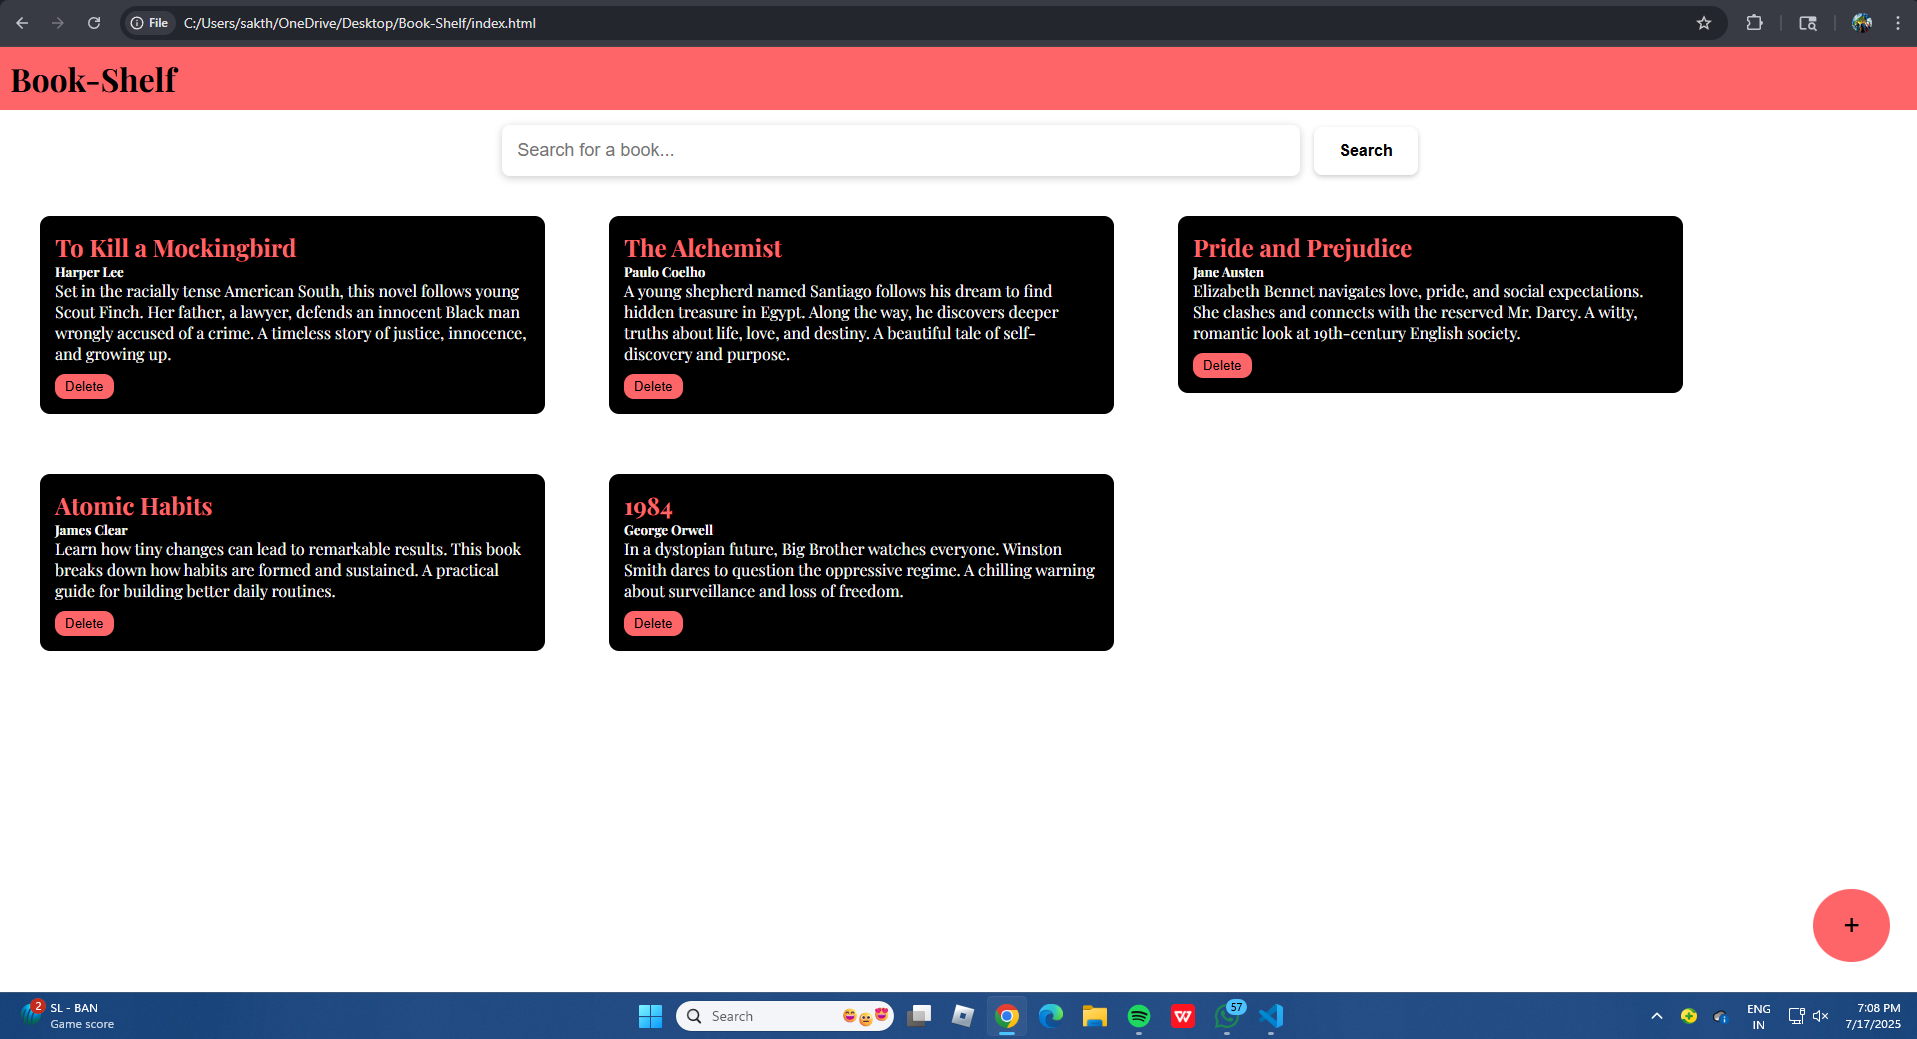 File C:/Users/sakth/OneDrive/Desktop/Book-Shelf/index.html
Book-Shelf
Search for a book...
Search
To Kill a Mockingbird
Harper Lee
Set in the racially tense American South, this novel follows young
Scout Finch. Her father, a lawyer, defends an innocent Black man
wrongly accused of a crime. A timeless story of justice, innocence,
and growing up.
Delete
The Alchemist
Paulo Coelho
A young shepherd named Santiago follows his dream to find
hidden treasure in Egypt. Along the way, he discovers deeper
truths about life, love, and destiny. A beautiful tale of self-
discovery and purpose.
Delete
Pride and Prejudice
Jane Austen
Elizabeth Bennet navigates love, pride, and social expectations.
She clashes and connects with the reserved Mr. Darcy. A witty,
romantic look at 19th-century English society.
Delete
Atomic Habits
James Clear
Learn how tiny changes can lead to remarkable results. This book
breaks down how habits are formed and sustained. A practical
guide for building better daily routines.
Delete
1984
George Orwell
In a dystopian future, Big Brother watches everyone. Winston
Smith dares to question the oppressive regime. A chilling warning
about surveillance and loss of freedom.
Delete
+
2
SL - BAN
Game score
Search
W
57
ENG
IN
7:08 PM
7/17/2025